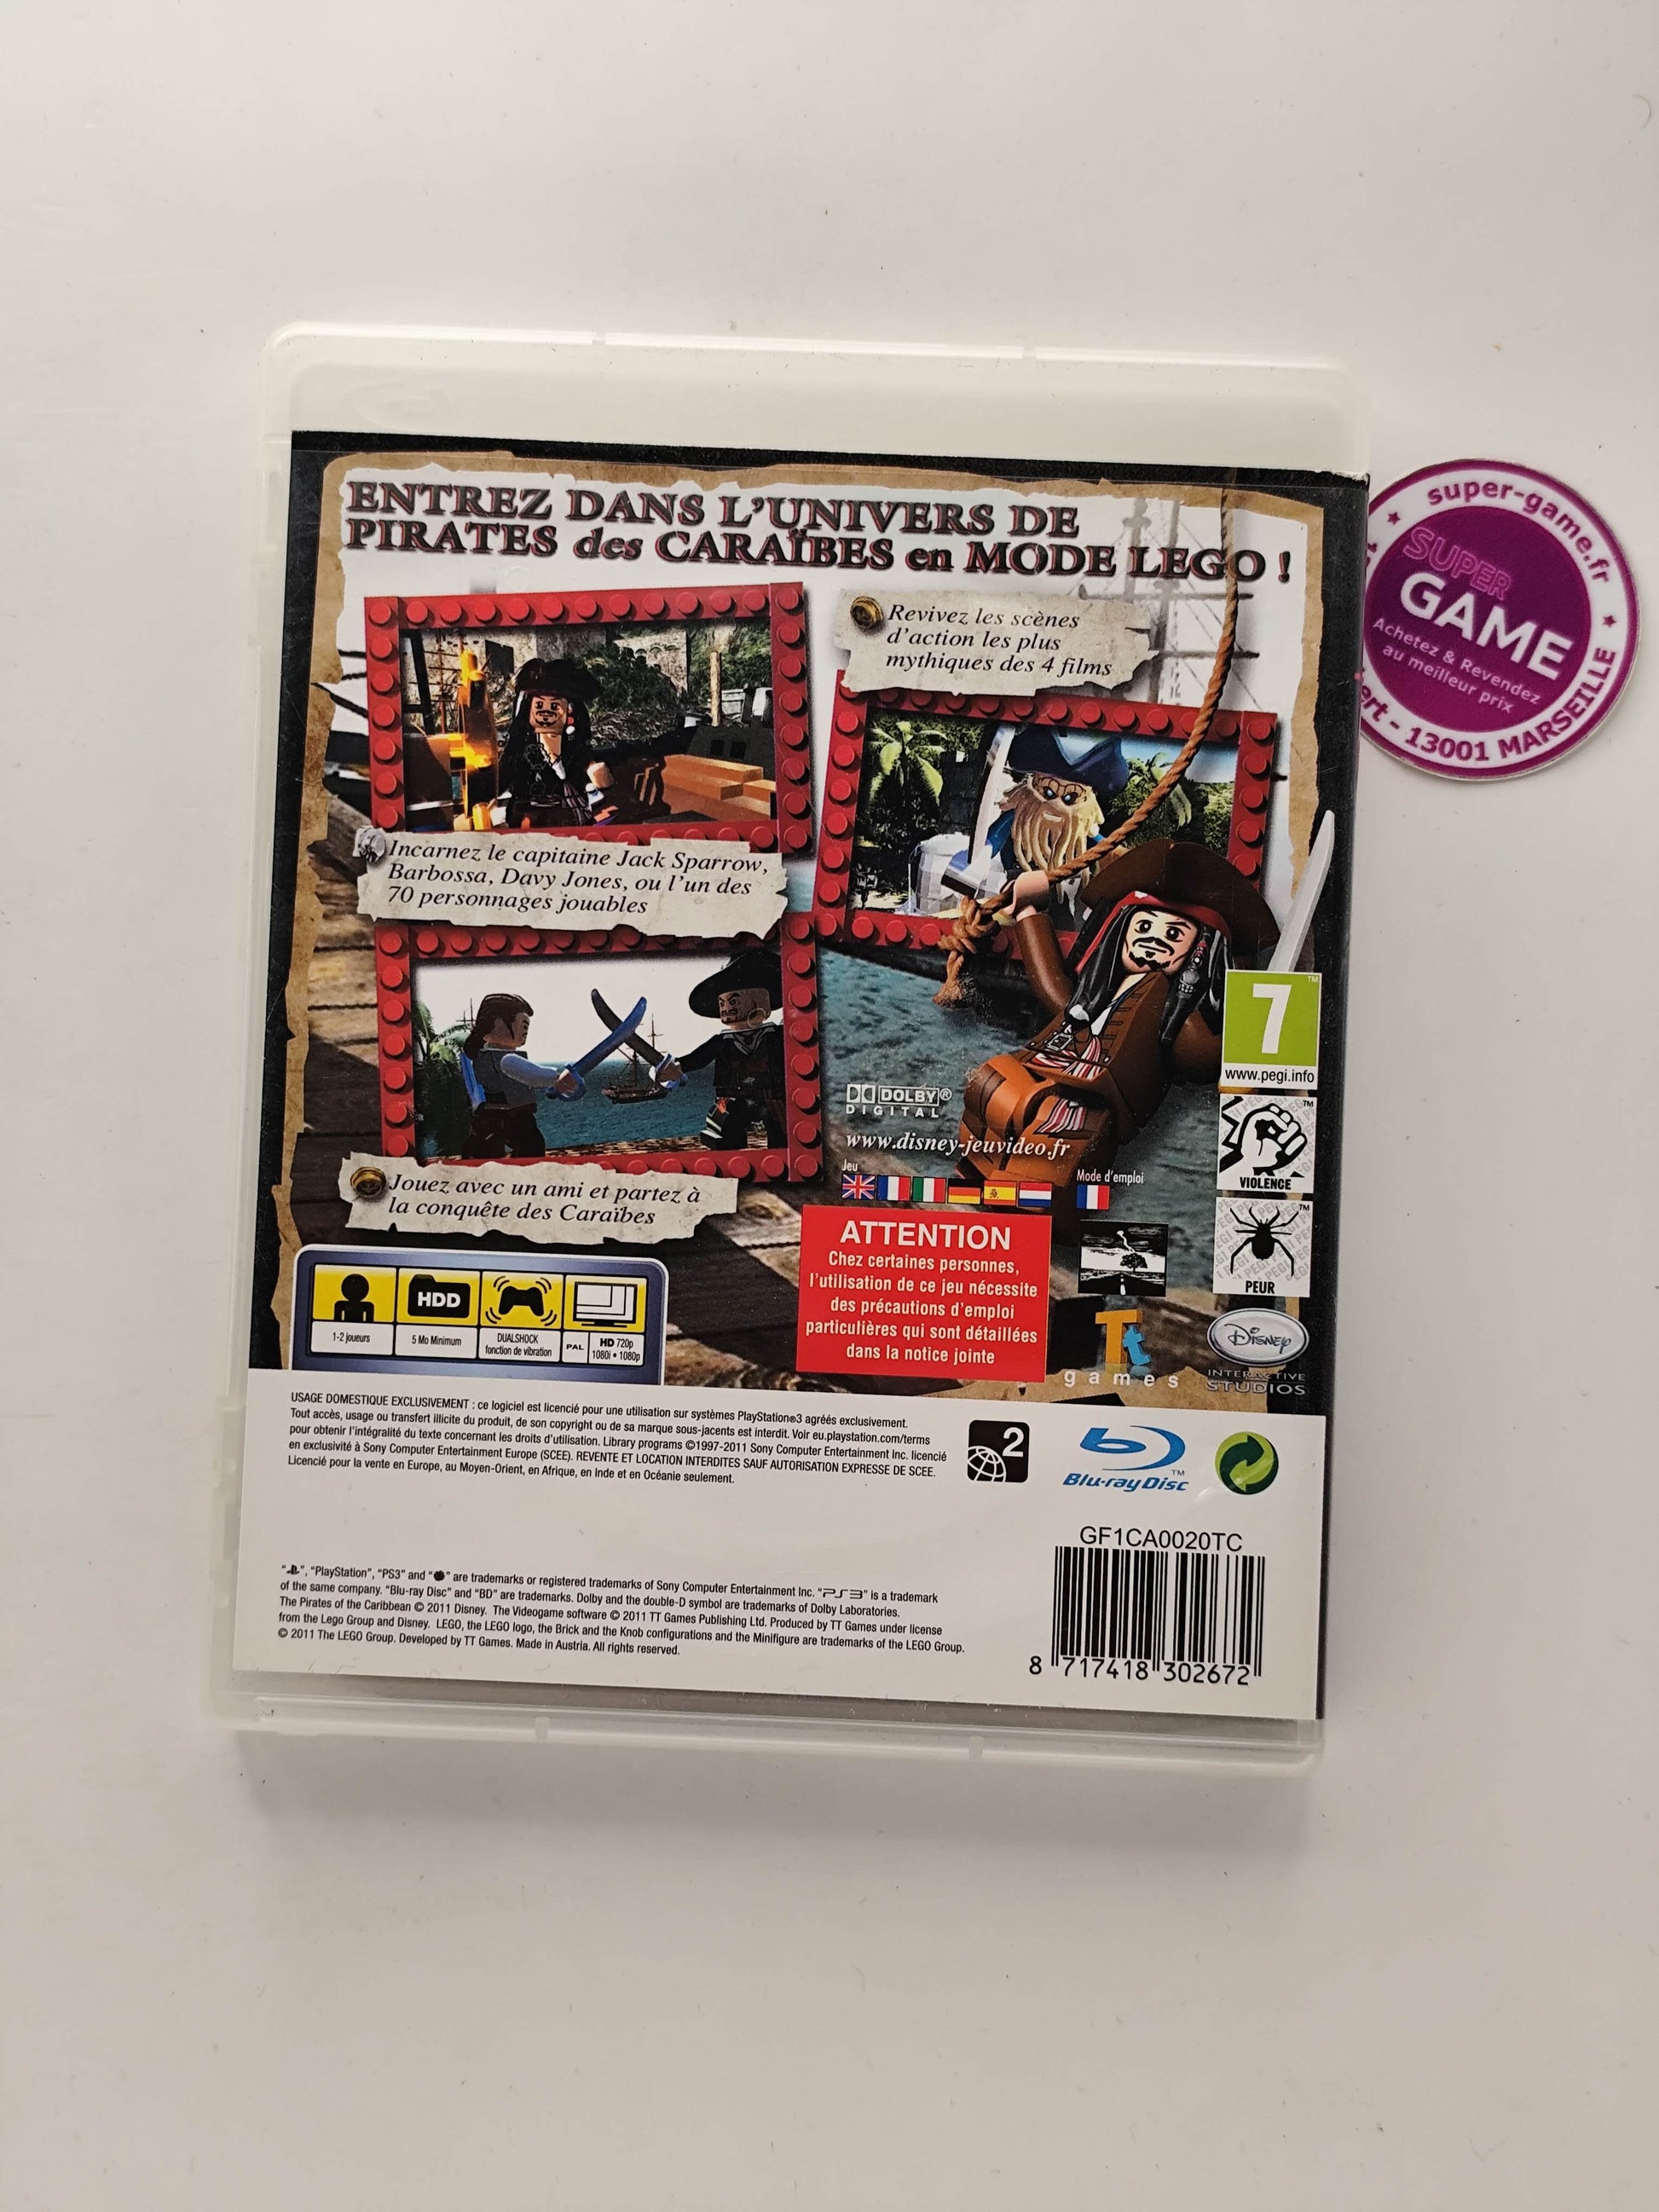 ENTREZ DANS L'UNIVERS DE
PIRATES des CARAÏBES en MODE LEGO !
super-game.fr
SUPER
GAME
Achetez & Revendez
au meilleur prix
ert - 13001 MARSEILLE
Revivez les scènes
d'action les plus
mythiques des 4 films
Incarnez le capitaine Jack Sparrow,
Barbossa, Davy Jones, ou l'un des
70 personnages jouables
Jouez avec un ami et partez à
la conquête des Caraïbes
7
www.pegi.info
VIOLENCE
PEUR
DOLBY®
DIGITAL
www.disney-jeuvideo.fr
Jeu
Mode d'emploi
ATTENTION
Chez certaines personnes,
l'utilisation de ce jeu nécessite
des précautions d'emploi
particulières qui sont détaillées
dans la notice jointe
Tt
games
Disney
INTERACTIVE
STUDIOS
HDD
1-2 joueurs
5 Mo Minimum
DUALSHOCK
fonction de vibration
PAL
HD 720p
1080i • 1080p
USAGE DOMESTIQUE EXCLUSIVEMENT : ce logiciel est licencié pour une utilisation sur systèmes PlayStation®3 agréés exclusivement.
Tout accès, usage ou transfert illicite du produit, de son copyright ou de sa marque sous-jacents est interdit. Voir eu.playstation.com/terms
pour obtenir l'intégralité du texte concernant les droits d'utilisation. Library programs ©1997-2011 Sony Computer Entertainment Inc. licencié
en exclusivité à Sony Computer Entertainment Europe (SCEE). REVENTE ET LOCATION INTERDITES SAUF AUTORISATION EXPRESSE DE SCEE.
Licencié pour la vente en Europe, au Moyen-Orient, en Afrique, en Inde et en Océanie seulement.
2
Blu-ray Disc™
GF1CA0020TC
8 717418 302672
" ", "PlayStation", "PS3" and " " are trademarks or registered trademarks of Sony Computer Entertainment Inc. "PS3" is a trademark
of the same company. "Blu-ray Disc" and "BD" are trademarks. Dolby and the double-D symbol are trademarks of Dolby Laboratories.
The Pirates of the Caribbean © 2011 Disney. The Videogame software © 2011 TT Games Publishing Ltd. Produced by TT Games under license
from the Lego Group and Disney. LEGO, the LEGO logo, the Brick and the Knob configurations and the Minifigure are trademarks of the LEGO Group.
© 2011 The LEGO Group. Developed by TT Games. Made in Austria. All rights reserved.